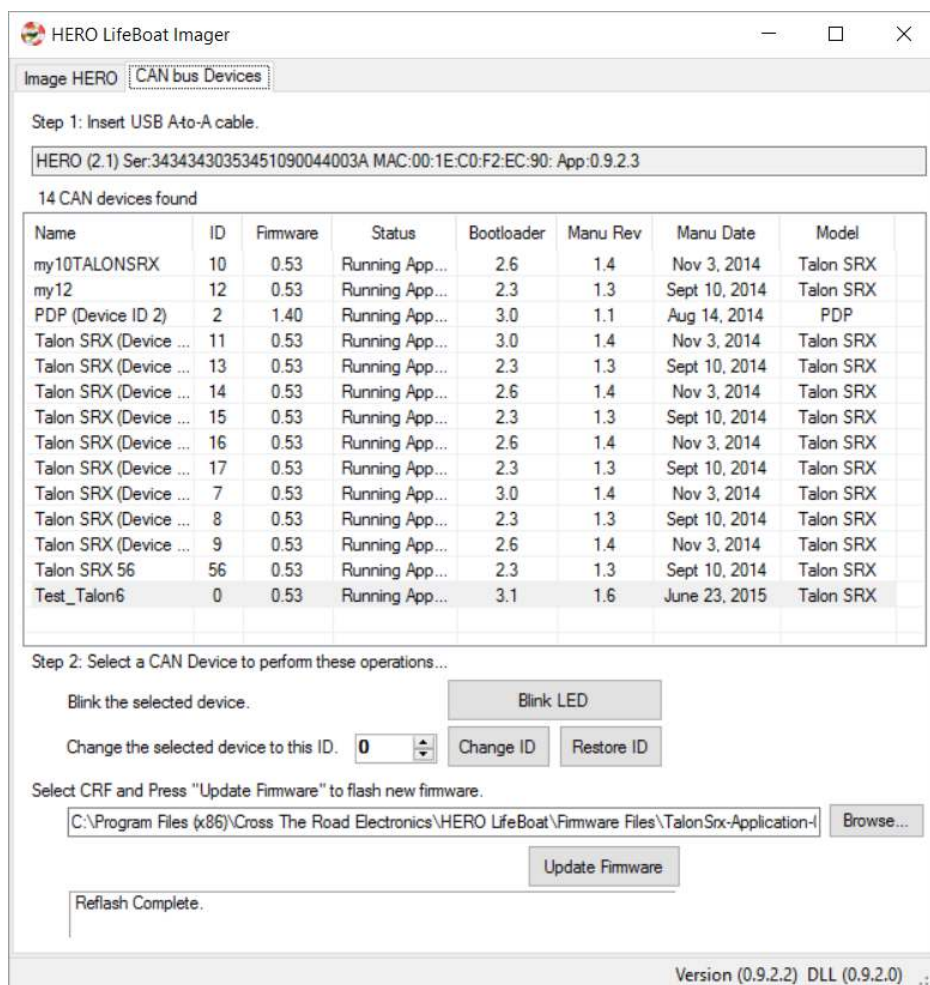 HERO LifeBoat Imager
Image HERO CAN bus Devices
Step 1: Insert USB A-to-A cable.
HERO (2.1) Ser:34343430353451090044003A MAC:00:1E:C0:F2:EC:90: App:0.9.2.3
14 CAN devices found
Name ID Firmware Status Bootloader Manu Rev Manu Date Model
my10TALONSRX 10 0.53 Running App... 2.6 1.4 Nov 3, 2014 Talon SRX
my12 12 0.53 Running App... 2.3 1.3 Sept 10, 2014 Talon SRX
PDP (Device ID 2) 2 1.40 Running App... 3.0 1.1 Aug 14, 2014 PDP
Talon SRX (Device ... 11 0.53 Running App... 3.0 1.4 Nov 3, 2014 Talon SRX
Talon SRX (Device ... 13 0.53 Running App... 2.3 1.3 Sept 10, 2014 Talon SRX
Talon SRX (Device ... 14 0.53 Running App... 2.6 1.4 Nov 3, 2014 Talon SRX
Talon SRX (Device ... 15 0.53 Running App... 2.3 1.3 Sept 10, 2014 Talon SRX
Talon SRX (Device ... 16 0.53 Running App... 2.6 1.4 Nov 3, 2014 Talon SRX
Talon SRX (Device ... 17 0.53 Running App... 2.3 1.3 Sept 10, 2014 Talon SRX
Talon SRX (Device ... 7 0.53 Running App... 3.0 1.4 Nov 3, 2014 Talon SRX
Talon SRX (Device ... 8 0.53 Running App... 2.3 1.3 Sept 10, 2014 Talon SRX
Talon SRX (Device ... 9 0.53 Running App... 2.6 1.4 Nov 3, 2014 Talon SRX
Talon SRX 56 56 0.53 Running App... 2.3 1.3 Sept 10, 2014 Talon SRX
Test_Talon6 0 0.53 Running App... 3.1 1.6 June 23, 2015 Talon SRX
Step 2: Select a CAN Device to perform these operations...
Blink the selected device. Blink LED
Change the selected device to this ID. 0 Change ID Restore ID
Select CRF and Press "Update Firmware" to flash new firmware.
C:\Program Files (x86)\Cross The Road Electronics\HERO LifeBoat\Firmware Files\TalonSrx-Application-( Browse...
Update Firmware
Reflash Complete.
Version (0.9.2.2) DLL (0.9.2.0)